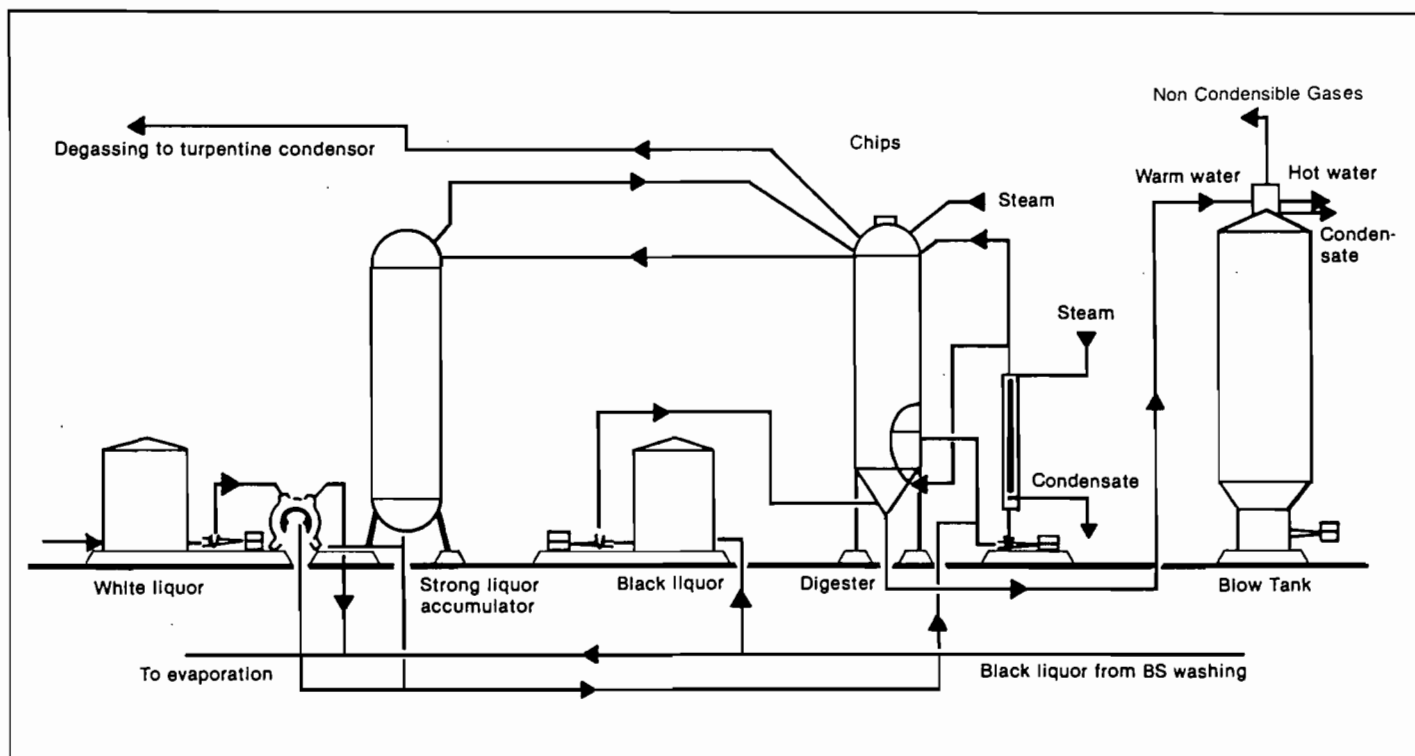 Non Condensible Gases
Degassing to turpentine condensor
Chips
Warm water
Hot water
Steam
Conden-
sate
Steam
Condensate
White liquor
Strong liquor
accumulator
Black liquor
Digester
Blow Tank
To evaporation
Black liquor from BS washing